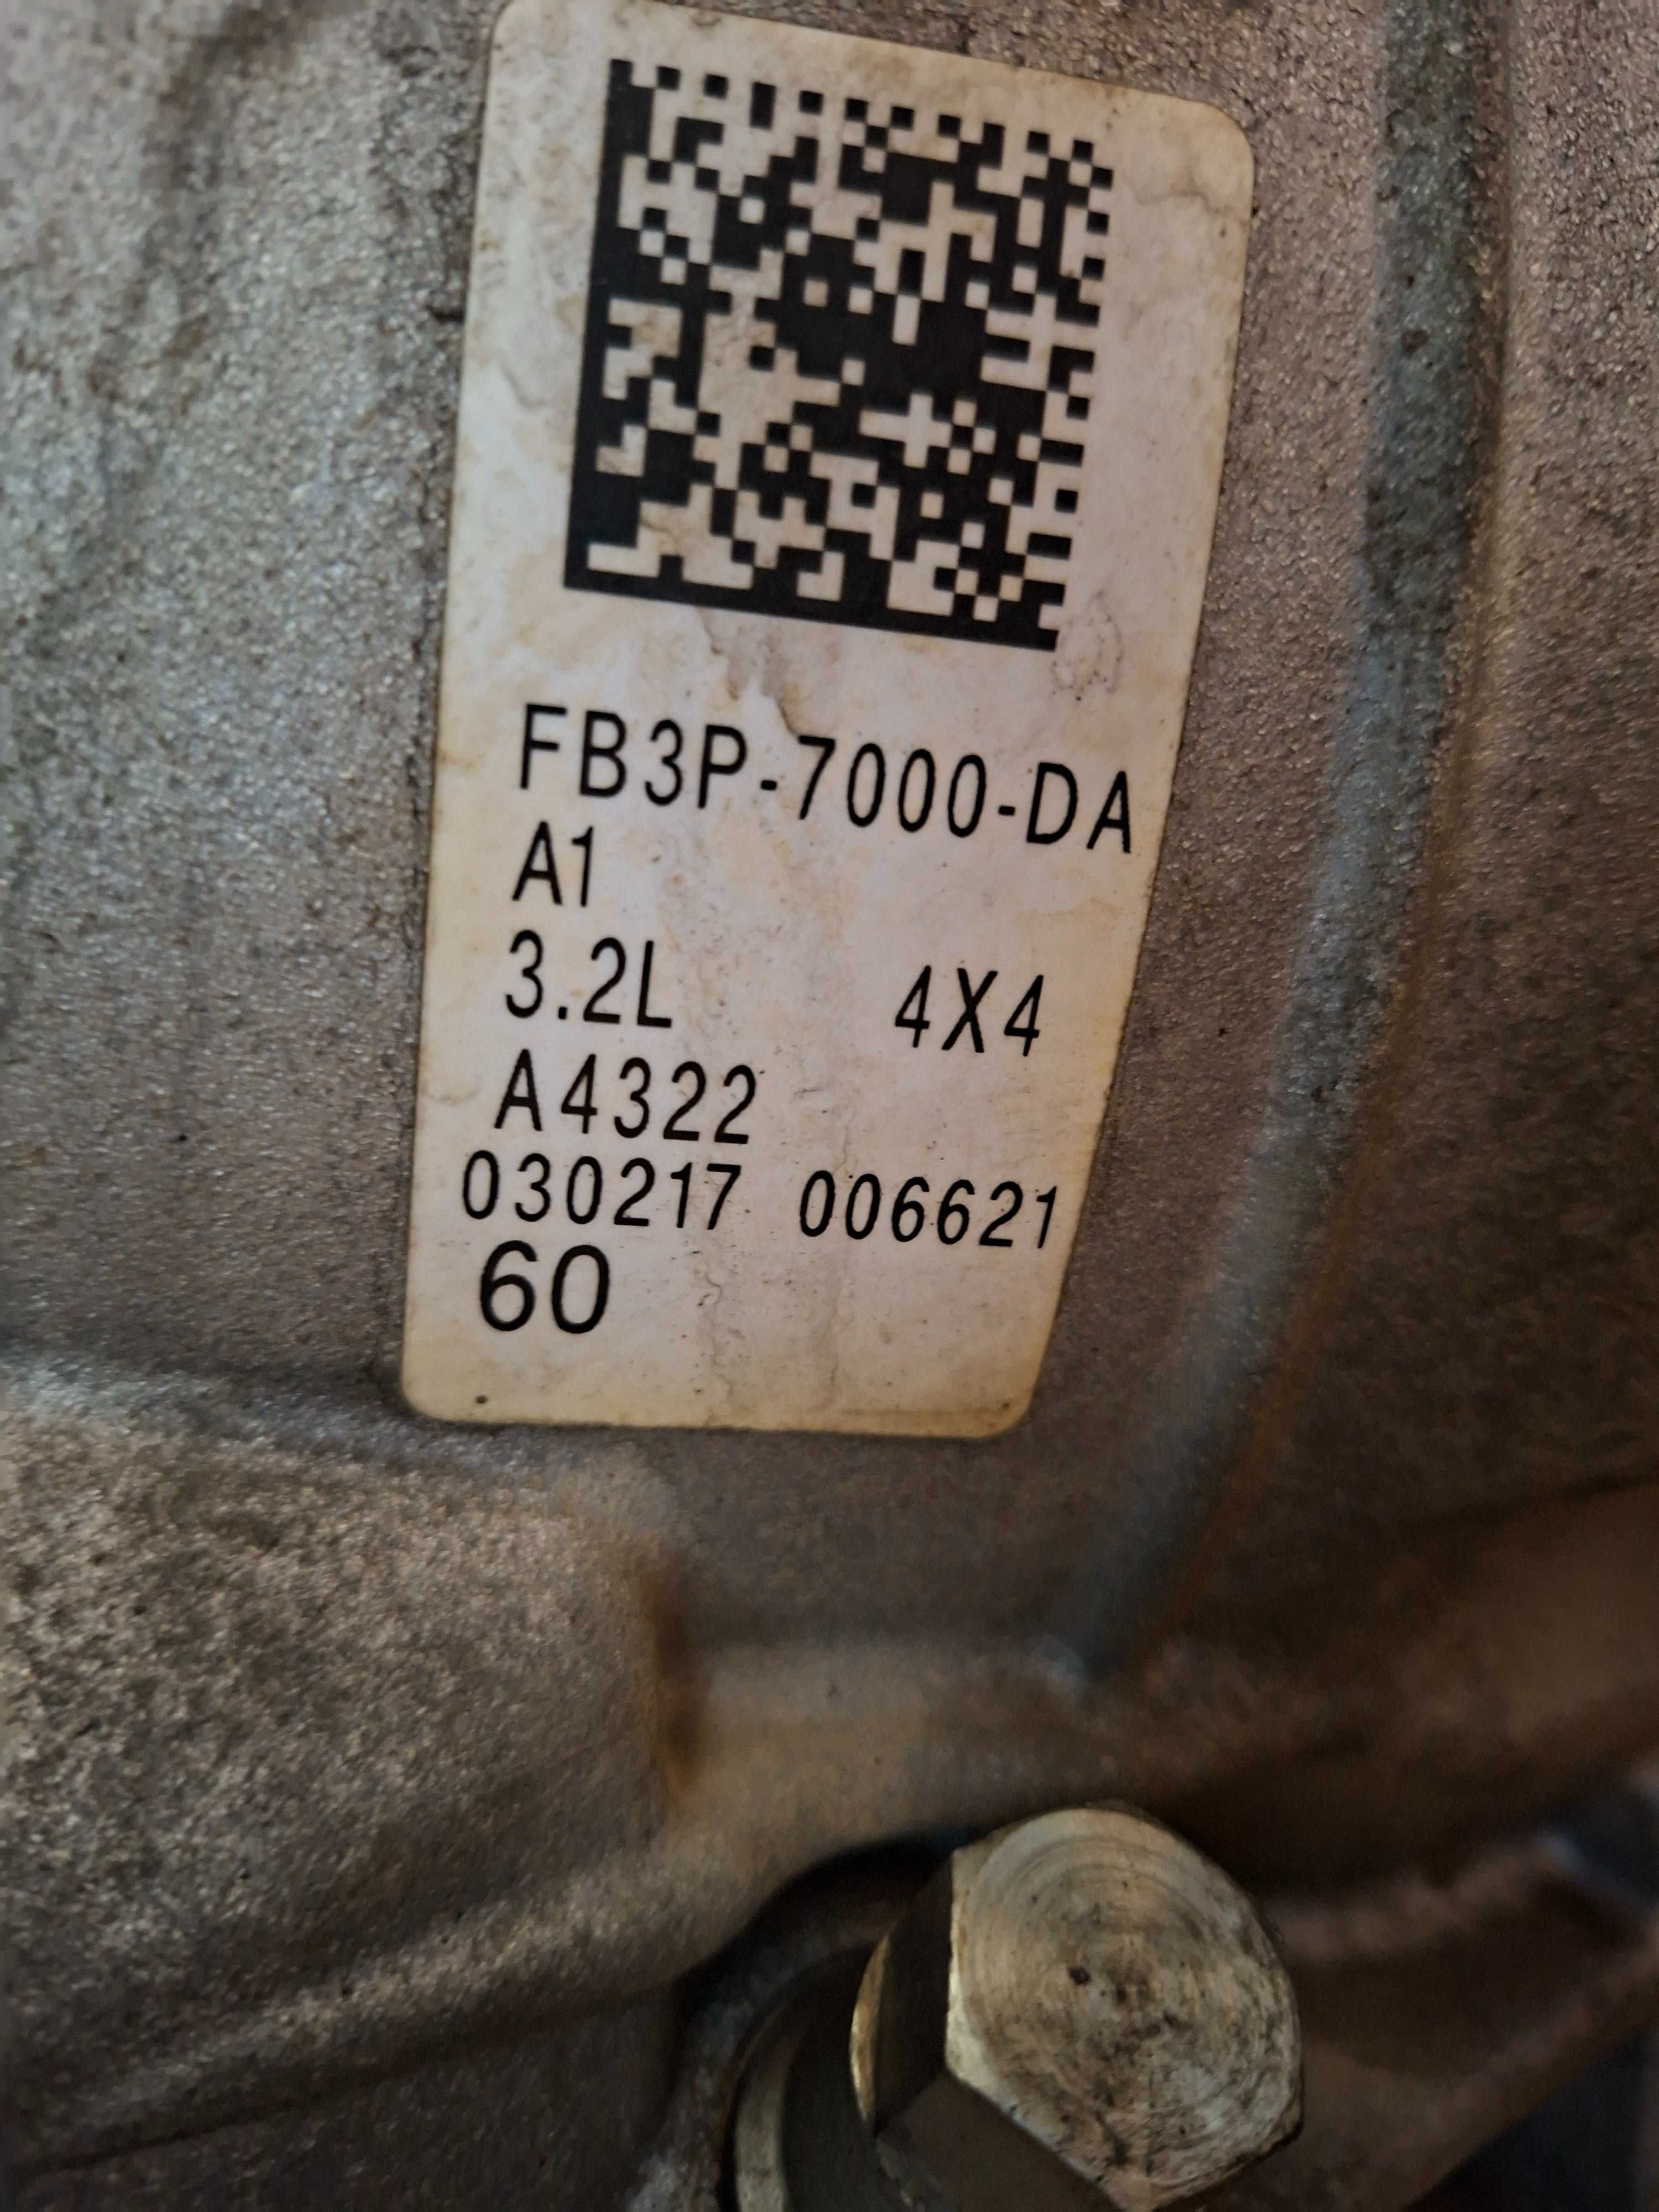 FB3P-7000-DA
A1
3.2L 4X4
A4322
030217 006621
60